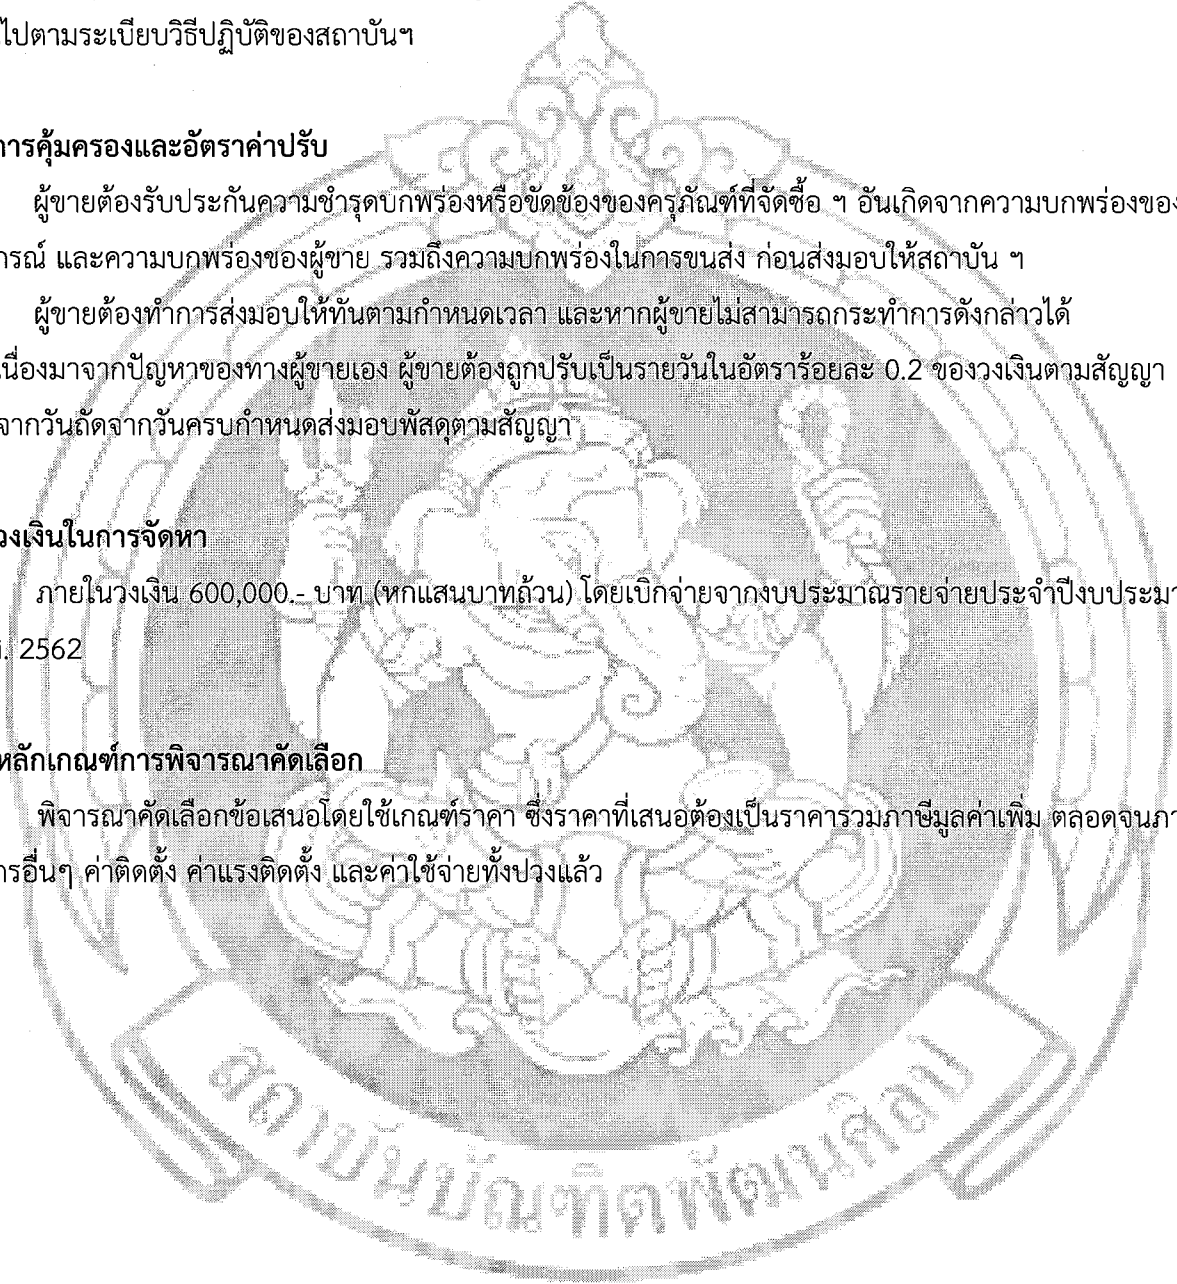 ไปตามระเบียบวิธีปฏิบัติของสถาบันฯ
การคุ้มครองและอัตราค่าปรับ
ผู้ขายต้องรับประกันความชำรุดบกพร่องหรือขัดข้องของครุภัณฑ์ที่จัดซื้อ ฯ อันเกิดจากความบกพร่องของ
กรณ์ และความบกพร่องของผู้ขาย รวมถึงความบกพร่องในการขนส่ง ก่อนส่งมอบให้สถาบัน ฯ
ผู้ขายต้องทำการส่งมอบให้ทันตามกำหนดเวลา และหากผู้ขายไม่สามารถกระทำการดังกล่าวได้
เนื่องมาจากปัญหาของทางผู้ขายเอง ผู้ขายต้องถูกปรับเป็นรายวันในอัตราร้อยละ 0.2 ของวงเงินตามสัญญา
จากวันถัดจากวันครบกำหนดส่งมอบพัสดุตามสัญญา
วงเงินในการจัดหา
ภายในวงเงิน 600,000.- บาท (หกแสนบาทถ้วน) โดยเบิกจ่ายจากงบประมาณรายจ่ายประจำปีงบประมา
. 2562
หลักเกณฑ์การพิจารณาคัดเลือก
พิจารณาคัดเลือกข้อเสนอโดยใช้เกณฑ์ราคา ซึ่งราคาที่เสนอต้องเป็นราคารวมภาษีมูลค่าเพิ่ม ตลอดจนภา
ารอื่นๆ ค่าติดตั้ง ค่าแรงติดตั้ง และค่าใช้จ่ายทั้งปวงแล้ว
สถาบันบัณฑิตพัฒนศิลป์